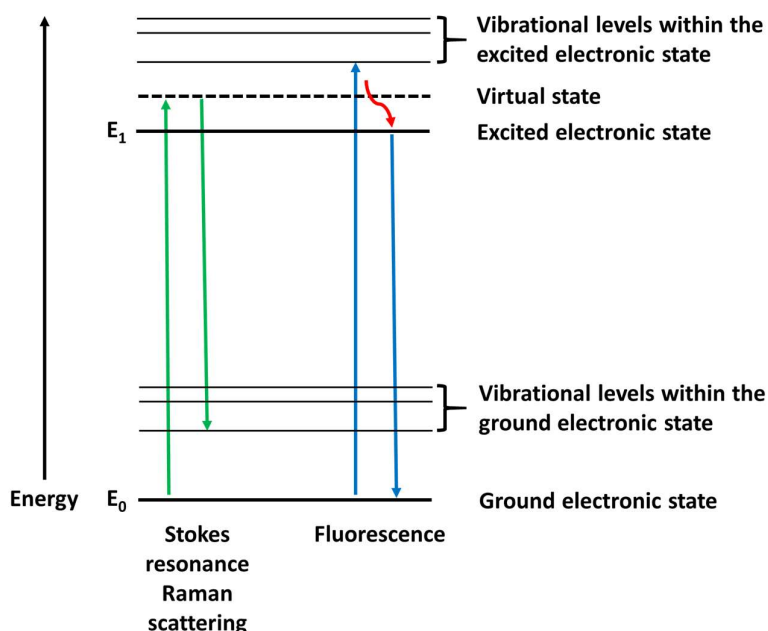 Vibrational levels within the
excited electronic state
Virtual state
E₁
Excited electronic state
Vibrational levels within the
ground electronic state
Energy
E₀
Ground electronic state
Stokes
resonance
Raman
scattering
Fluorescence